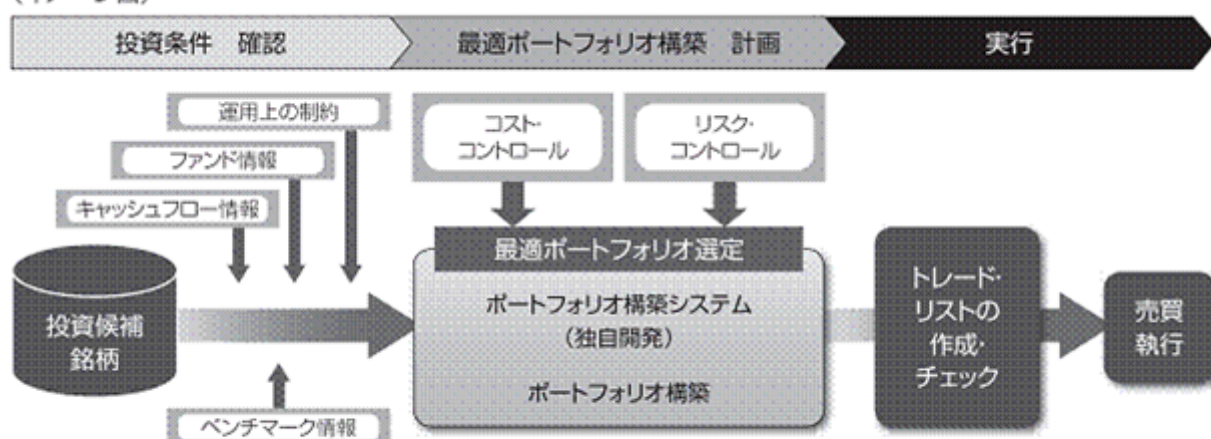 (イメージ図)
投資条件 確認
最適ポートフォリオ構築 計画
実行
運用上の制約
ファンド情報
キャッシュフロー情報
コスト・
コントロール
リスク・
コントロール
投資候補
銘柄
最適ポートフォリオ選定
ポートフォリオ構築システム
(独自開発)
ポートフォリオ構築
トレード・
リストの
作成・
チェック
売買
執行
ベンチマーク情報